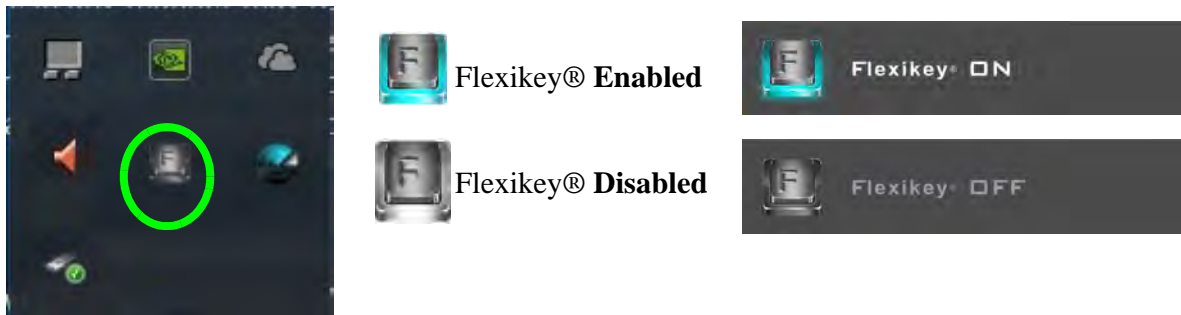 F
F Flexikey® Enabled
F Flexikey® ON
F Flexikey® Disabled
F Flexikey® OFF